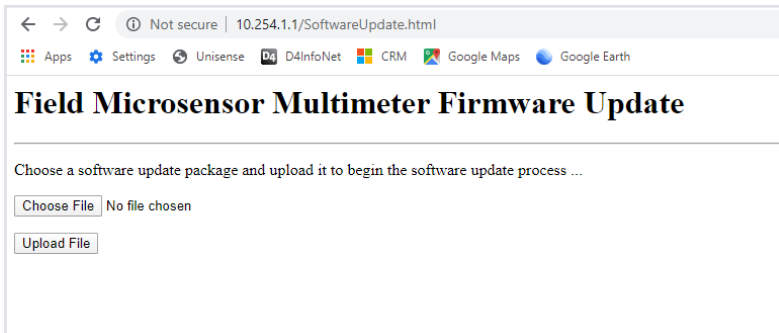 Not secure | 10.254.1.1/SoftwareUpdate.html
Apps Settings Unisense D4 D4InfoNet CRM Google Maps Google Earth
Field Microsensor Multimeter Firmware Update
Choose a software update package and upload it to begin the software update process ...
Choose File No file chosen
Upload File